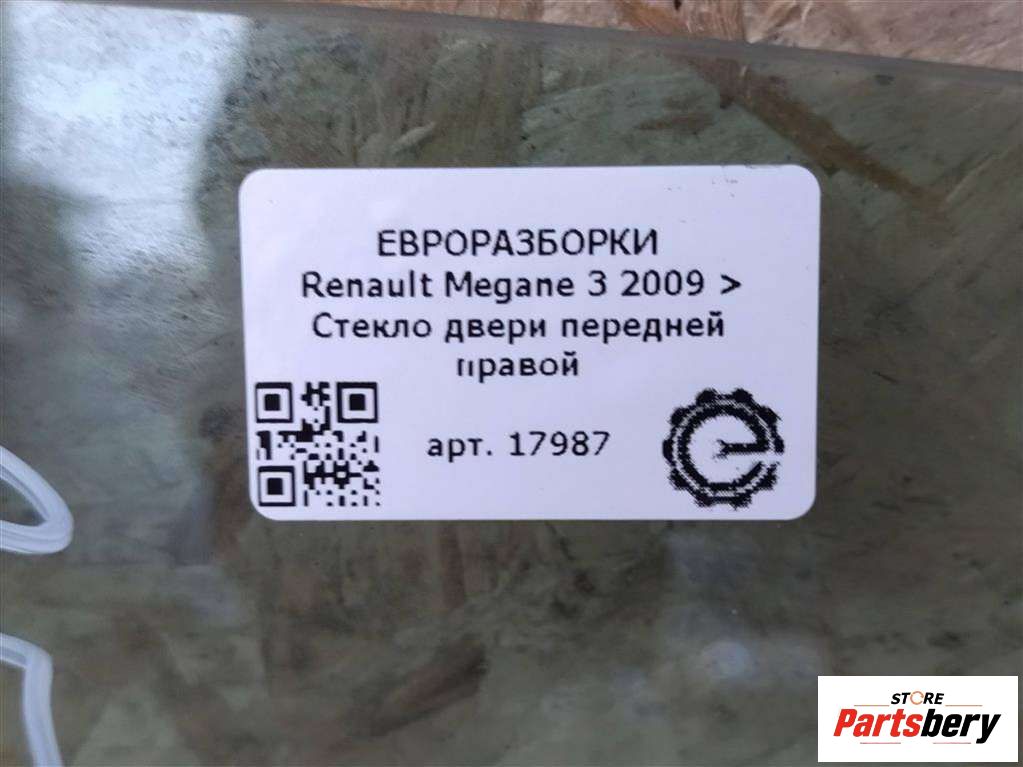 ЕВРОРАЗБОРКИ
Renault Megane 3 2009 >
Стекло двери передней
правой
арт. 17987
STORE
Partsbery